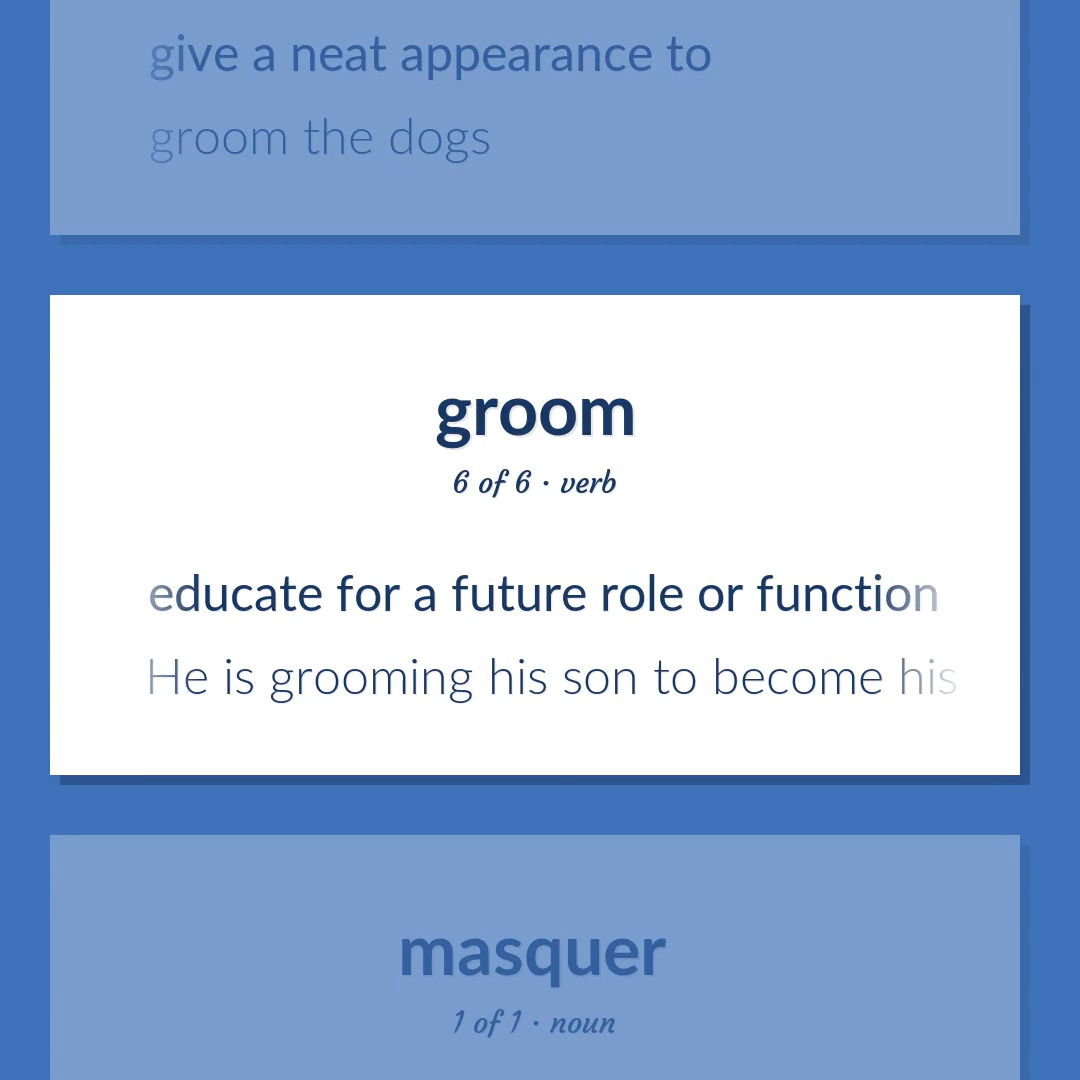 give a neat appearance to
groom the dogs
groom
6 of 6 · verb
educate for a future role or function
He is grooming his son to become his
masquer
1 of 1 · noun